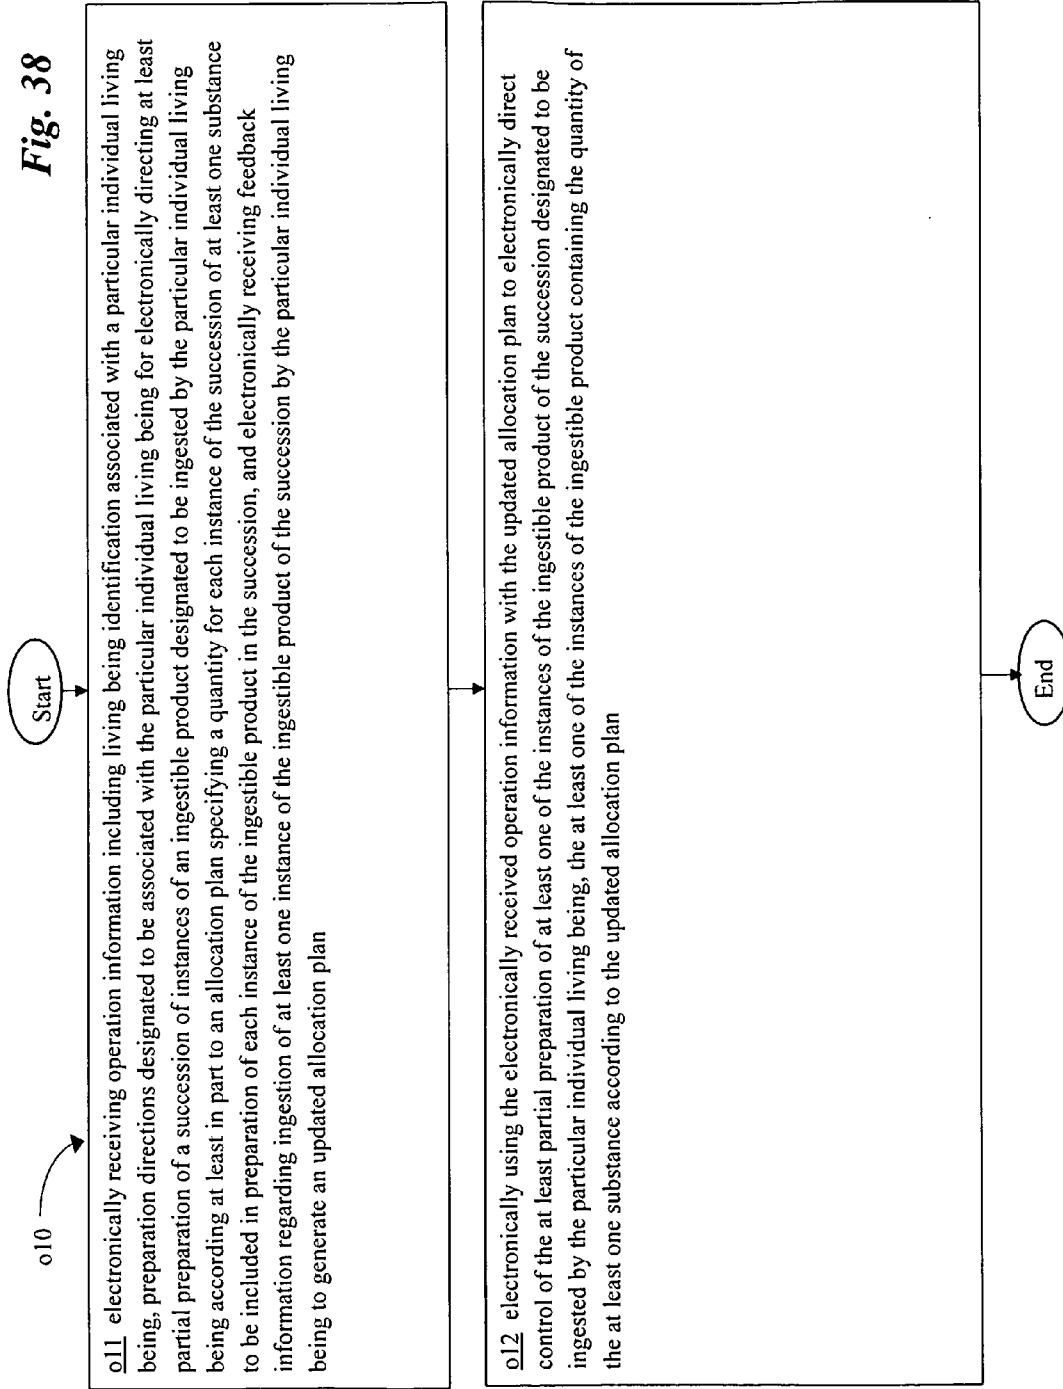 Fig. 38
Start
o10
o11 electronically receiving operation information including living being identification associated with a particular individual living
being, preparation directions designated to be associated with the particular individual living being for electronically directing at least
partial preparation of a succession of instances of an ingestible product designated to be ingested by the particular individual living
being according at least in part to an allocation plan specifying a quantity for each instance of the succession of at least one substance
to be included in preparation of each instance of the ingestible product in the succession, and electronically receiving feedback
information regarding ingestion of at least one instance of the ingestible product of the succession by the particular individual living
being to generate an updated allocation plan
o12 electronically using the electronically received operation information with the updated allocation plan to electronically direct
control of the at least partial preparation of at least one of the instances of the ingestible product of the succession designated to be
ingested by the particular individual living being, the at least one of the instances of the ingestible product containing the quantity of
the at least one substance according to the updated allocation plan
End